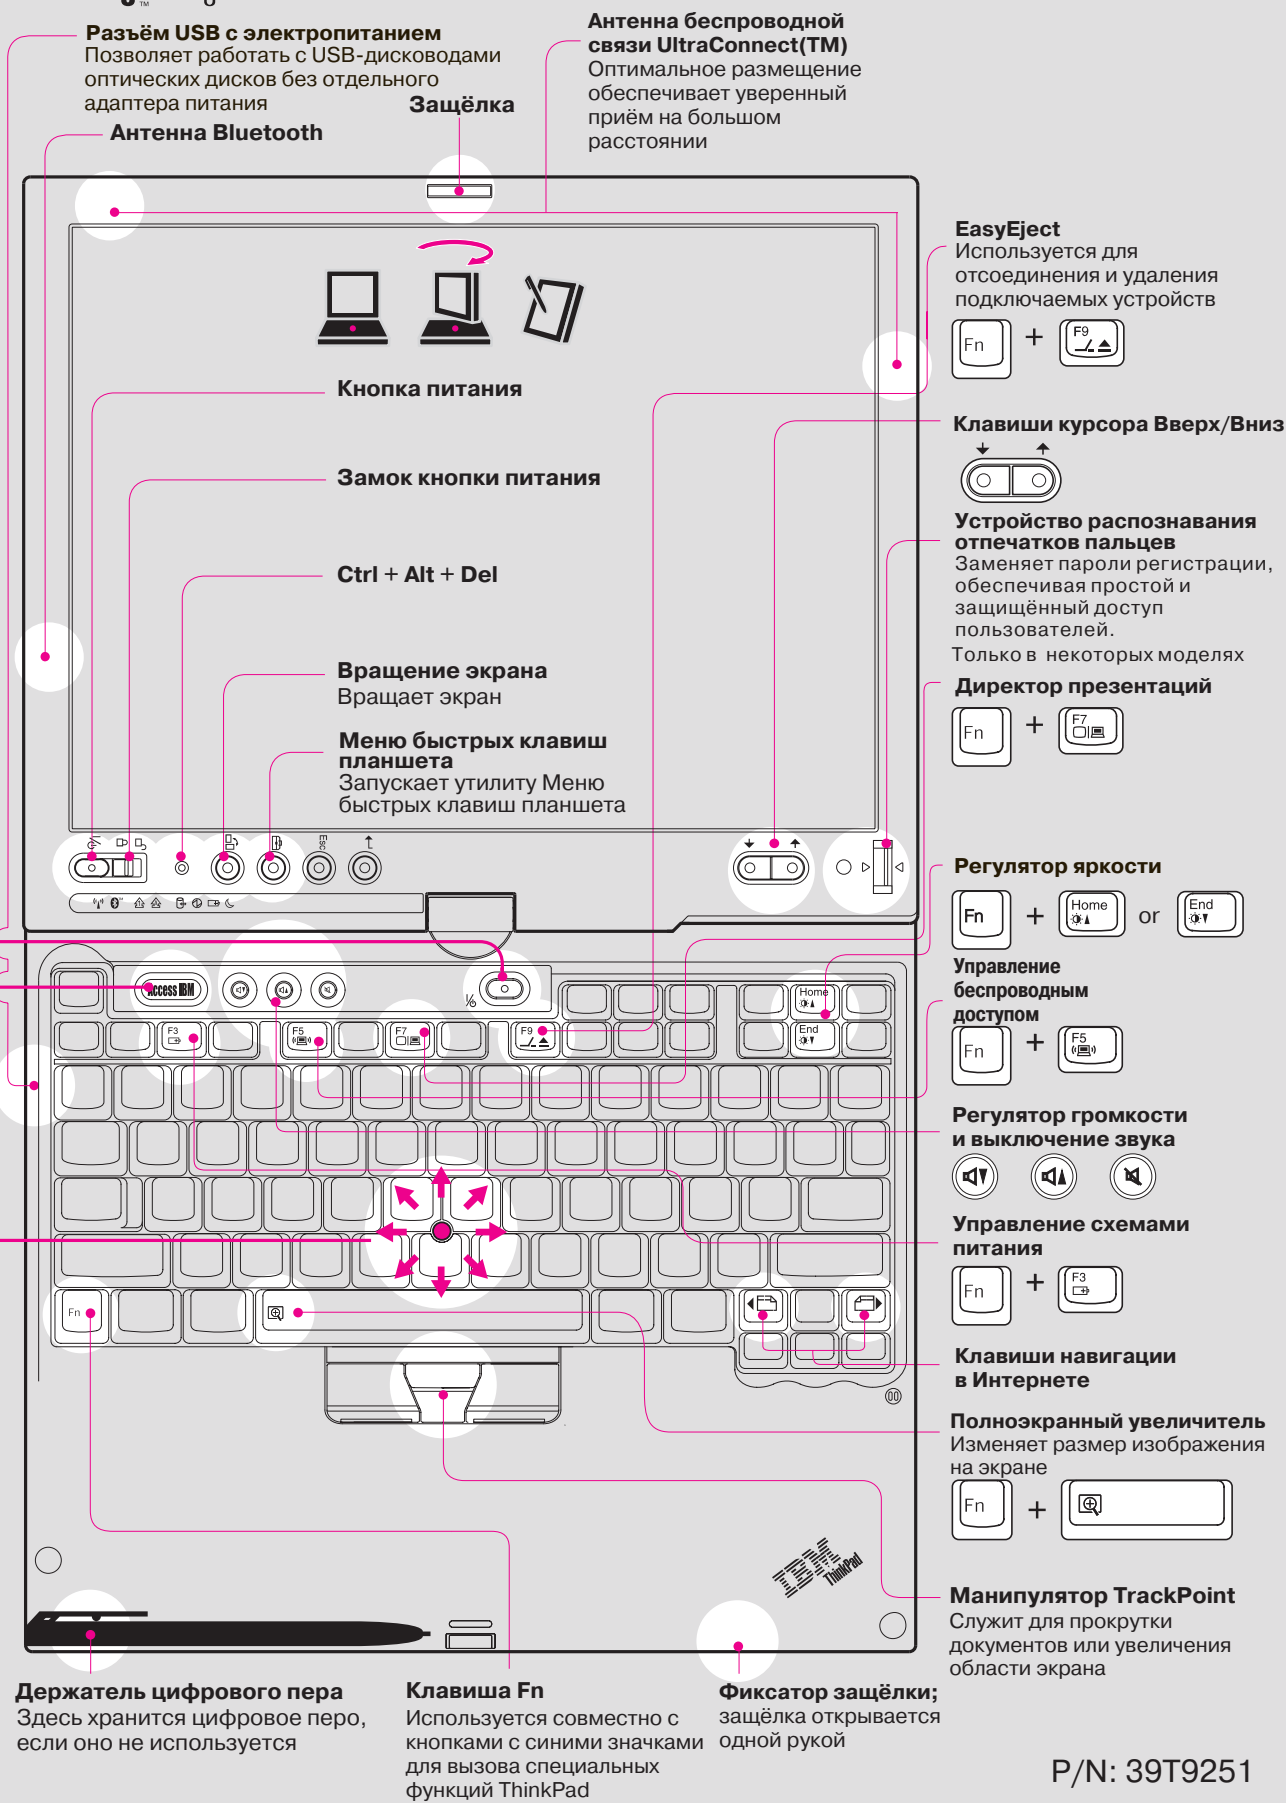 Разъём USB с электропитанием
Позволяет работать с USB-дисководами
оптических дисков без отдельного
адаптера питания
Антенна беспроводной
связи UltraConnect(TM)
Оптимальное размещение
обеспечивает уверенный
приём на большом
расстоянии
Защёлка
Антенна Bluetooth
EasyEject
Используется для
отсоединения и удаления
подключаемых устройств
Fn + F9
Кнопка питания
Клавиши курсора Вверх/Вниз
Замок кнопки питания
Устройство распознавания
отпечатков пальцев
Заменяет пароли регистрации,
обеспечивая простой и
защищённый доступ
пользователей.
Только в некоторых моделях
Ctrl + Alt + Del
Вращение экрана
Вращает экран
Директор презентаций
Fn + F7
Меню быстрых клавиш
планшета
Запускает утилиту Меню
быстрых клавиш планшета
Esc
Регулятор яркости
Fn + Home or End
Управление
беспроводным
доступом
Fn + F5
Access IBM
Home
F3
F5
F7
F9
End
Регулятор громкости
и выключение звука
Управление схемами
питания
Fn + F3
Fn
Клавиши навигации
в Интернете
Полноэкранный увеличитель
Изменяет размер изображения
на экране
Fn +
IBM
ThinkPad
Манипулятор TrackPoint
Служит для прокрутки
документов или увеличения
области экрана
Держатель цифрового пера
Здесь хранится цифровое перо,
если оно не используется
Клавиша Fn
Используется совместно с
кнопками с синими значками
для вызова специальных
функций ThinkPad
Фиксатор защёлки;
защёлка открывается
одной рукой
P/N: 39T9251